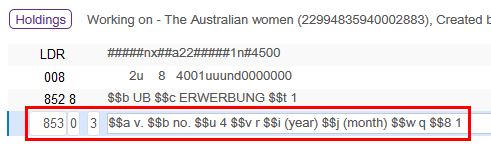 Holdings Working on - The Australian women (22994835940002883), Created b
LDR #####nx##a22#####1n#4500
008 2u 8 4001uuund0000000
852 8 $$b UB $$c ERWERBUNG $$t 1
853 0 3 $$a v. $$b no. $$u 4 $$v r $$i (year) $$j (month) $$w q $$8 1